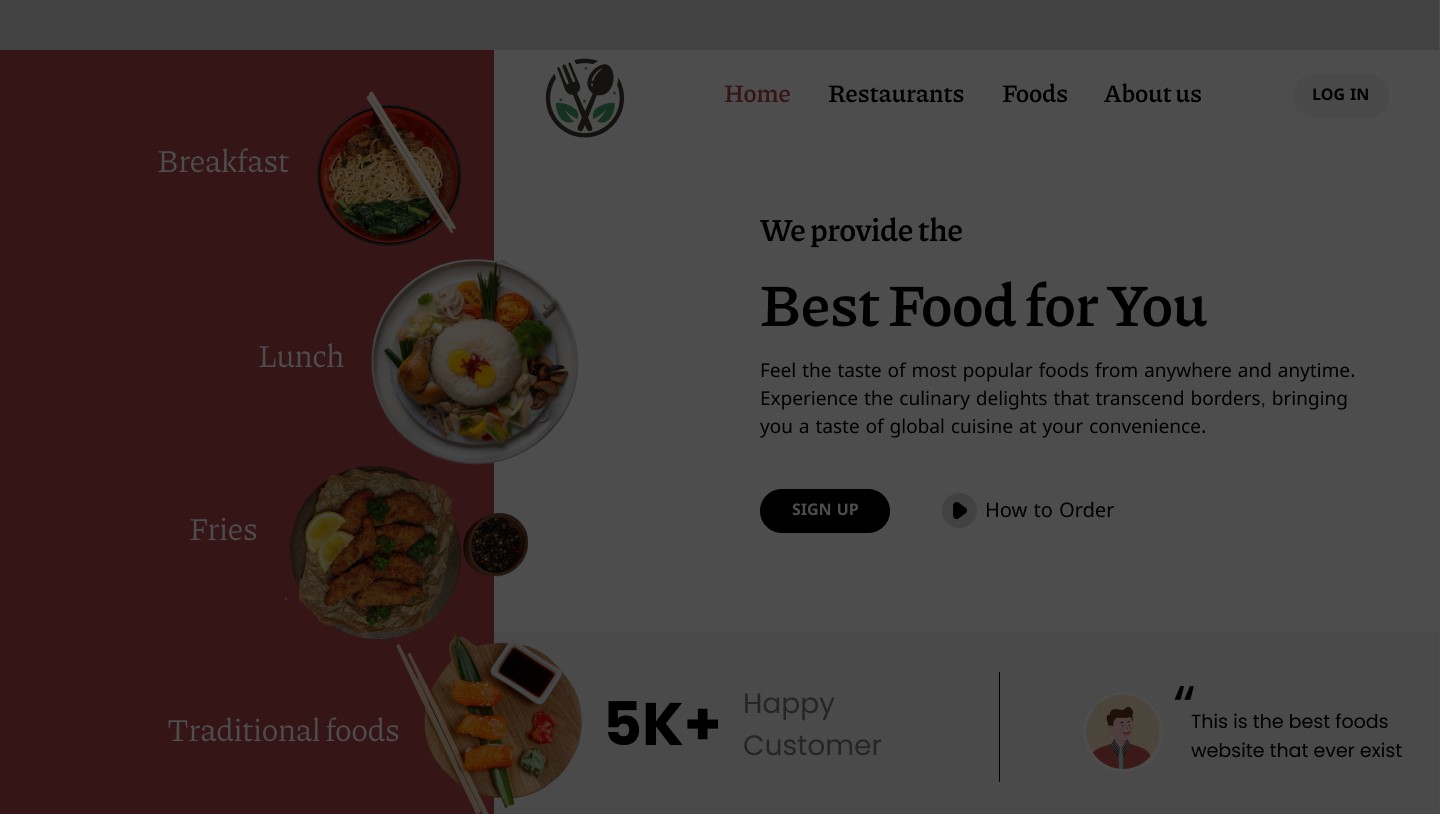 Home Restaurants Foods About us LOG IN
Breakfast
Lunch
Fries
Traditional foods
We provide the
Best Food for You
Feel the taste of most popular foods from anywhere and anytime.
Experience the culinary delights that transcend borders, bringing
you a taste of global cuisine at your convenience.
SIGN UP How to Order
5K+
Happy
Customer
“
This is the best foods
website that ever exist